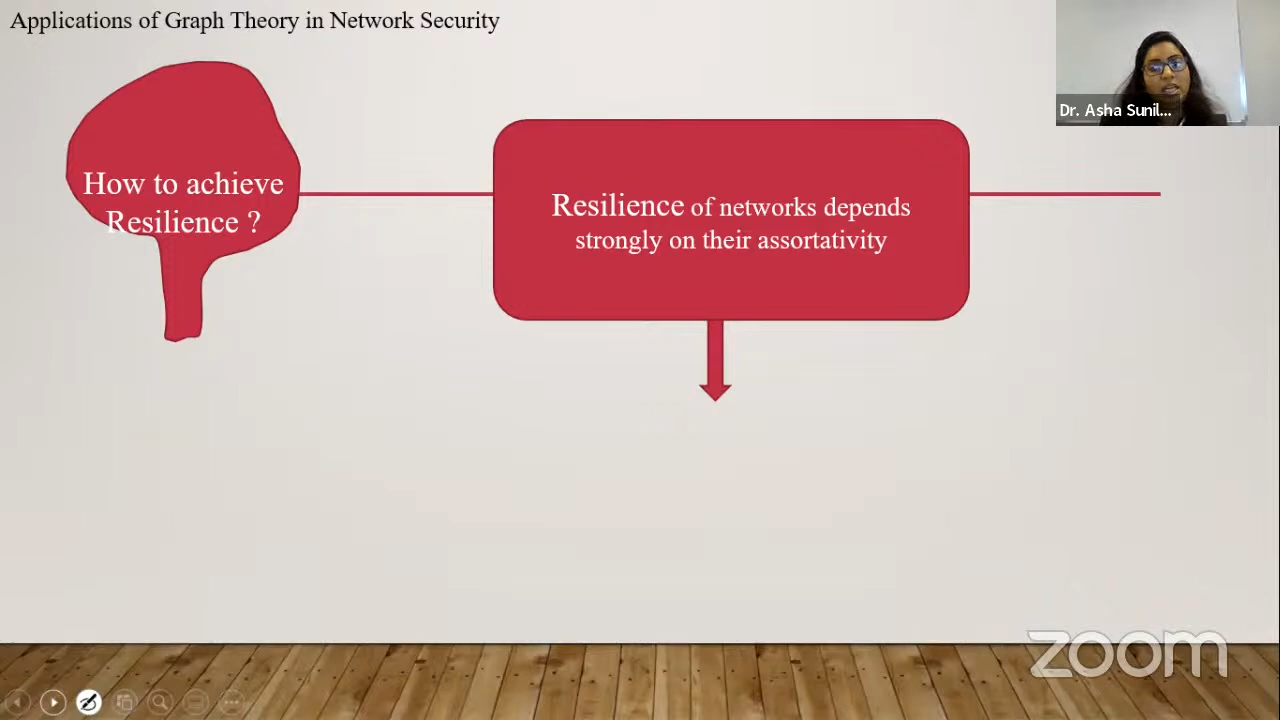 Applications of Graph Theory in Network Security
How to achieve
Resilience ?
Resilience of networks depends
strongly on their assortativity
Dr. Asha Sunil...
zoom